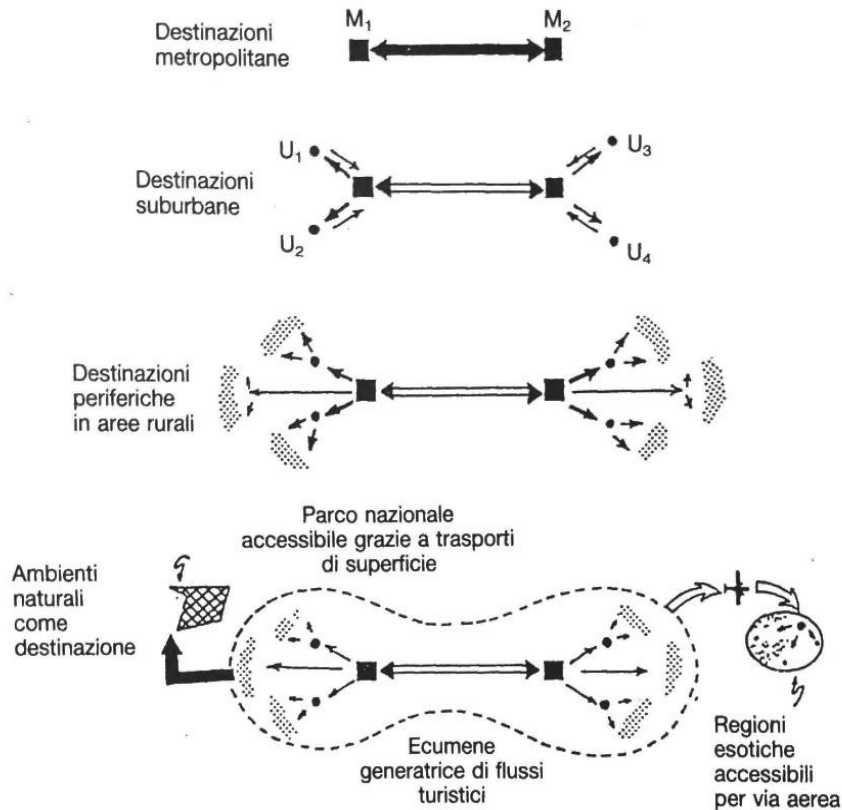 M₁
M₂
Destinazioni
metropolitane
U₁
U₃
Destinazioni
suburbane
U₂
U₄
Destinazioni
periferiche
in aree rurali
Parco nazionale
accessibile grazie a trasporti
di superficie
Ambienti
naturali
come
destinazione
Ecumene
generatrice di flussi
turistici
Regioni
esotiche
accessibili
per via aerea